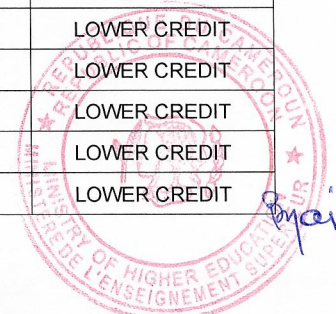 LOWER CREDIT
LOWER CREDIT
LOWER CREDIT
LOWER CREDIT
LOWER CREDIT
REPUBLIQUE DU CAMEROUN
REPUBLIC OF CAMEROON
MINISTRY OF HIGHER EDUCATION
MINISTERE DE L'ENSEIGNEMENT SUPERIEUR